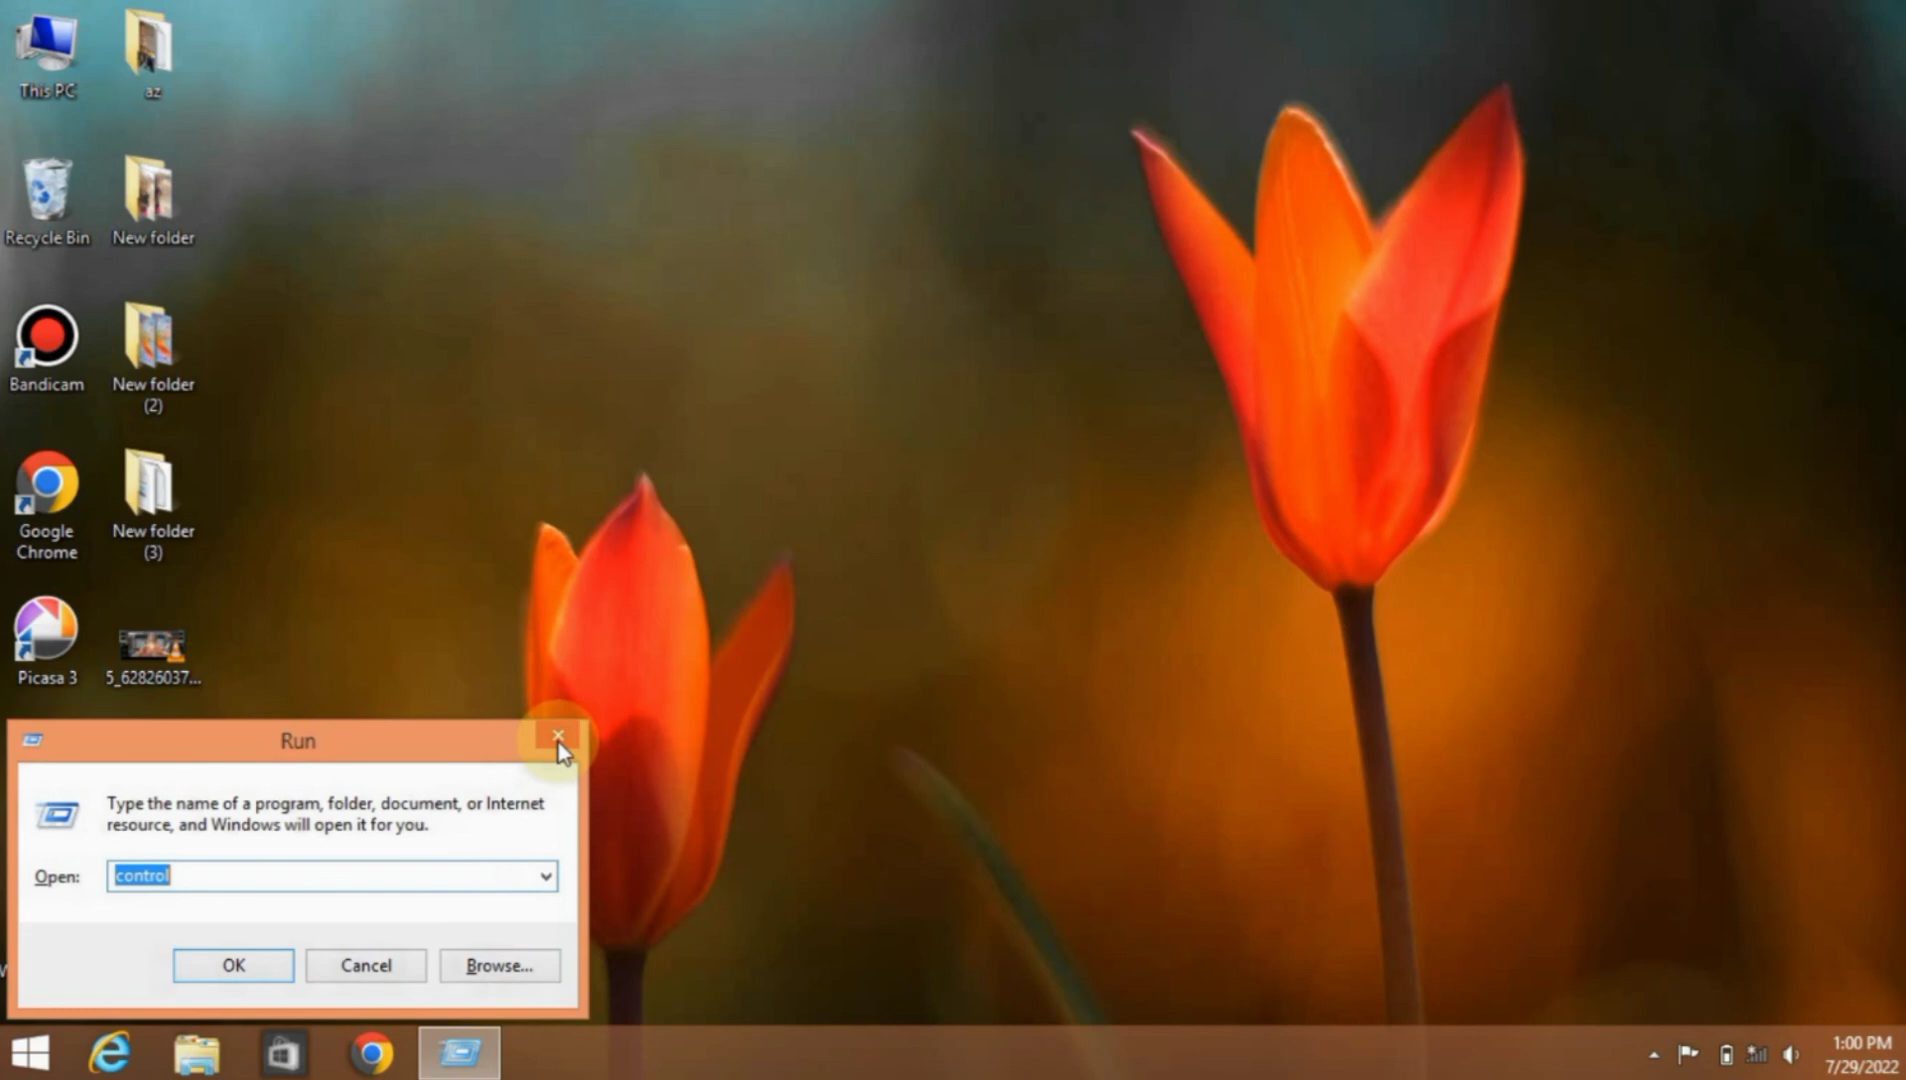 This PC
az
Recycle Bin
New folder
Bandicam
New folder
(2)
Google
Chrome
New folder
(3)
Picasa 3
5_62826037...
Run
Type the name of a program, folder, document, or Internet
resource, and Windows will open it for you.
Open:
control
OK
Cancel
Browse...
1:00 PM
7/29/2022